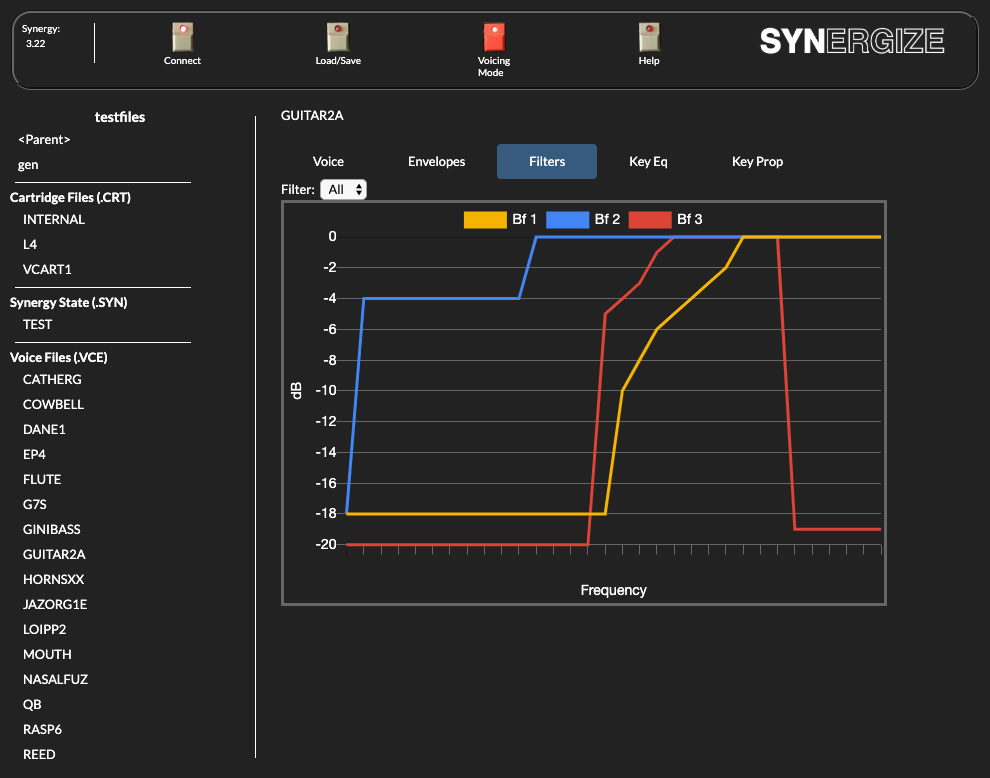 Synergy:
3.22
Connect
Load/Save
Voicing
Mode
Help
SYNERGIZE
testfiles
<Parent>
gen
Cartridge Files (.CRT)
INTERNAL
L4
VCART1
Synergy State (.SYN)
TEST
Voice Files (.VCE)
CATHERG
COWBELL
DANE1
EP4
FLUTE
G7S
GINIBASS
GUITAR2A
HORNSXX
JAZORG1E
LOIPP2
MOUTH
NASALFUZ
QB
RASP6
REED
GUITAR2A
Voice Envelopes Filters Key Eq Key Prop
Filter: All
Bf 1 Bf 2 Bf 3
0
-2
-4
-6
-8
-10
-12
-14
-16
-18
-20
dB
Frequency